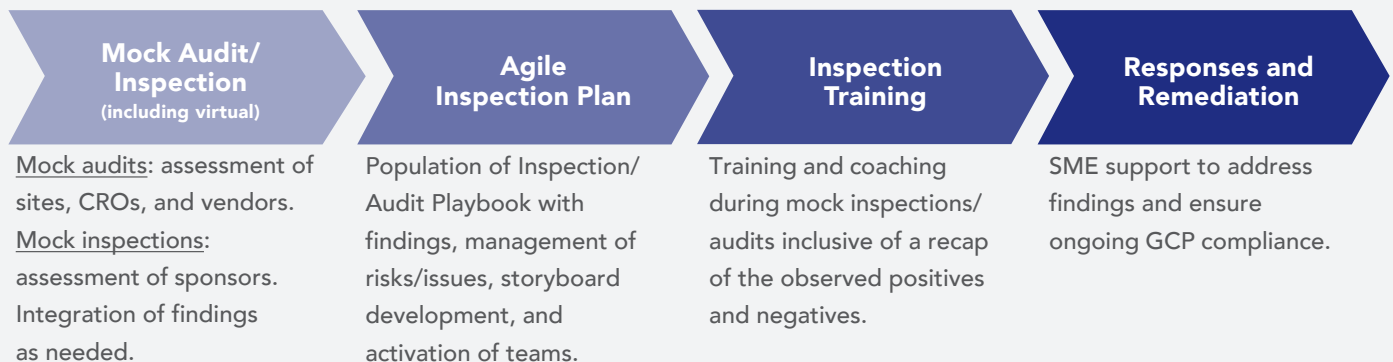 Mock Audit/
Inspection
(including virtual)
Mock audits: assessment of
sites, CROs, and vendors.
Mock inspections:
assessment of sponsors.
Integration of findings
as needed.
Agile
Inspection Plan
Population of Inspection/
Audit Playbook with
findings, management of
risks/issues, storyboard
development, and
activation of teams.
Inspection
Training
Training and coaching
during mock inspections/
audits inclusive of a recap
of the observed positives
and negatives.
Responses and
Remediation
SME support to address
findings and ensure
ongoing GCP compliance.